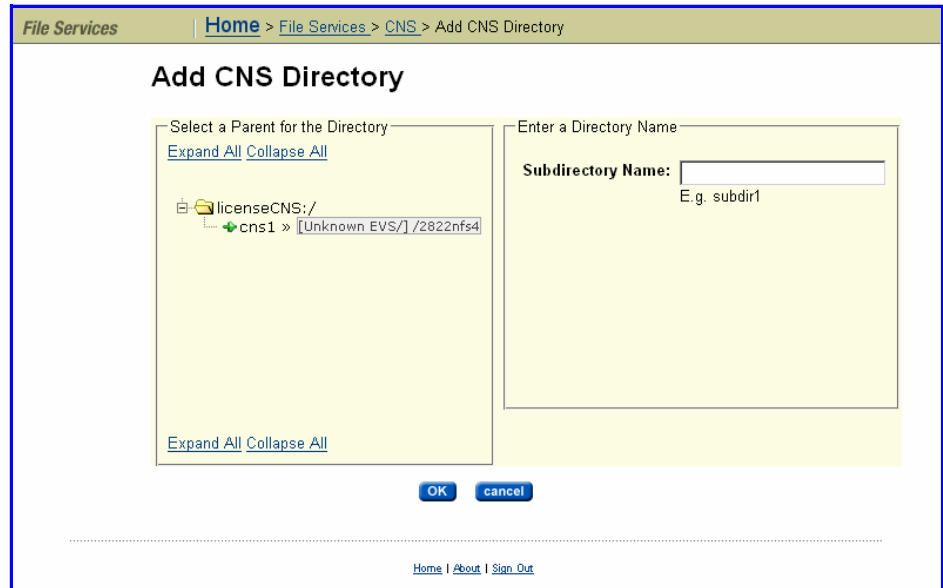 File Services
Home > File Services > CNS > Add CNS Directory
Add CNS Directory
Select a Parent for the Directory
Expand All Collapse All
licenseCNS:/
cns1 » [Unknown EVS/] /2822nfs4
Expand All Collapse All
Enter a Directory Name
Subdirectory Name:
E.g. subdir1
OK cancel
Home | About | Sign Out